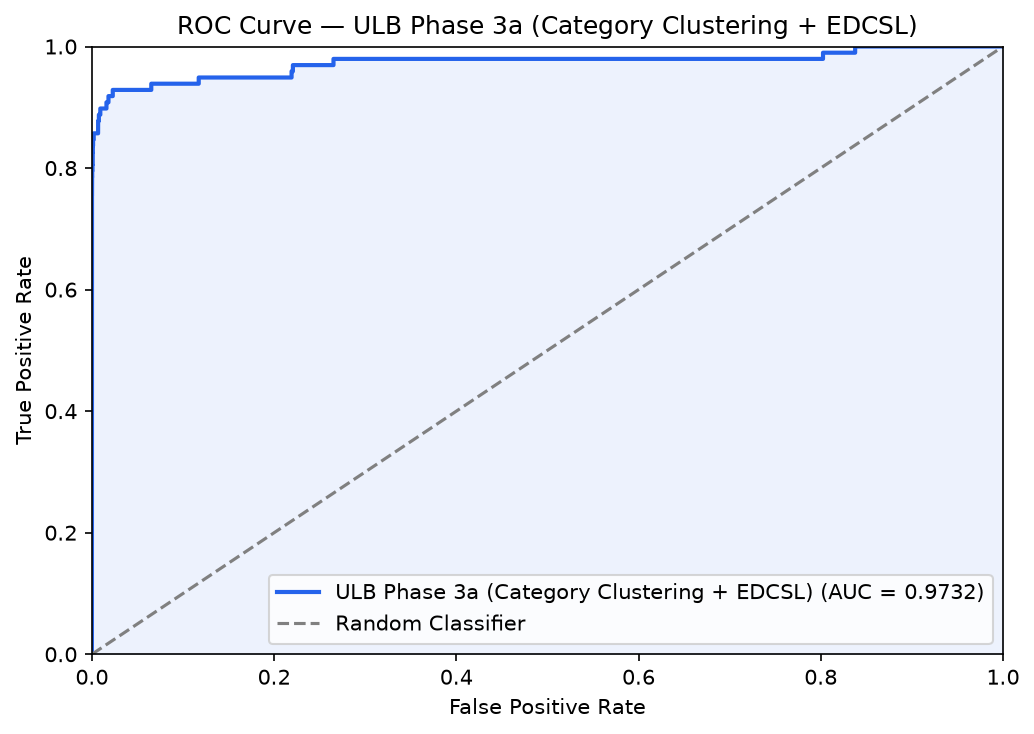 ROC Curve — ULB Phase 3a (Category Clustering + EDCSL)
1.0
0.8
0.6
0.4
0.2
0.0
True Positive Rate
ULB Phase 3a (Category Clustering + EDCSL) (AUC = 0.9732)
Random Classifier
0.0 0.2 0.4 0.6 0.8 1.0
False Positive Rate